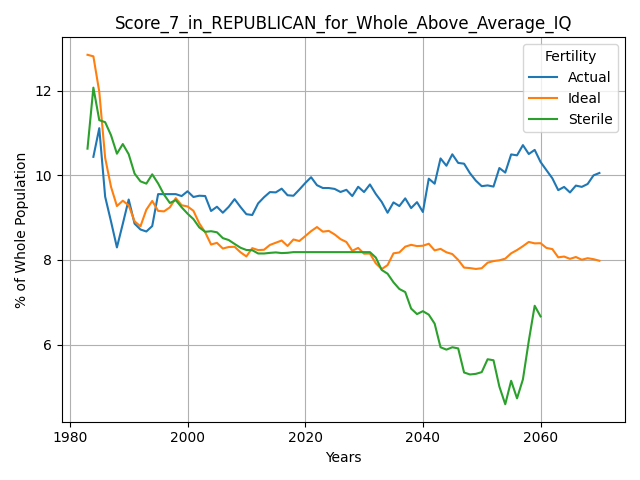 Score_7_in_REPUBLICAN_for_Whole_Above_Average_IQ
Fertility
Actual
Ideal
Sterile
% of Whole Population
12
10
8
6
1980
2000
2020
2040
2060
Years